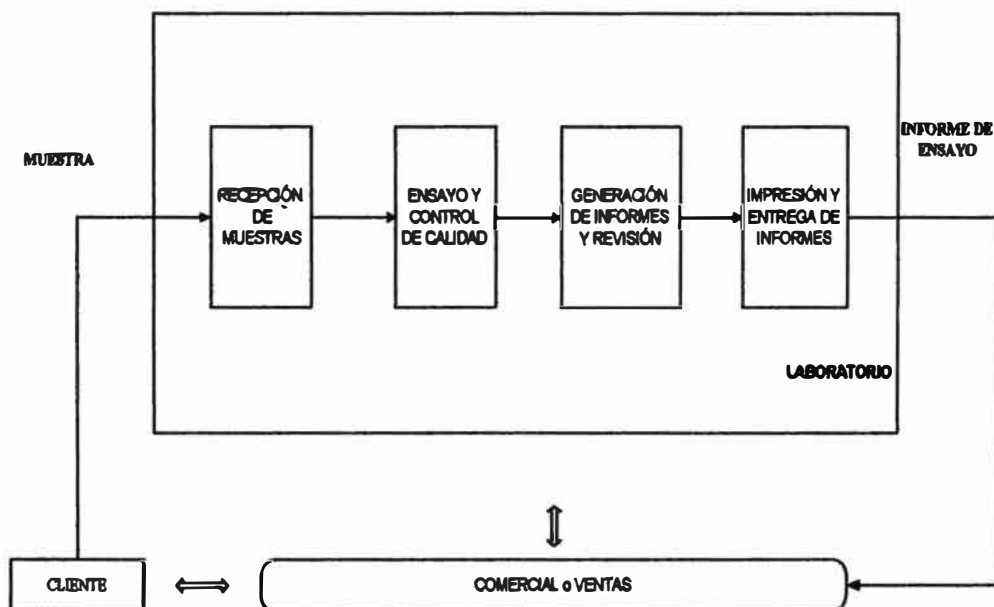 MUESTRA
RECEPCIÓN
DE
MUESTRAS
ENSAYO Y
CONTROL
DE CALIDAD
GENERACIÓN
DE INFORMES
Y REVISIÓN
IMPRESIÓN Y
ENTREGA DE
INFORMES
INFORME DE
ENSAYO
LABORATORIO
CLIENTE
COMERCIAL o VENTAS